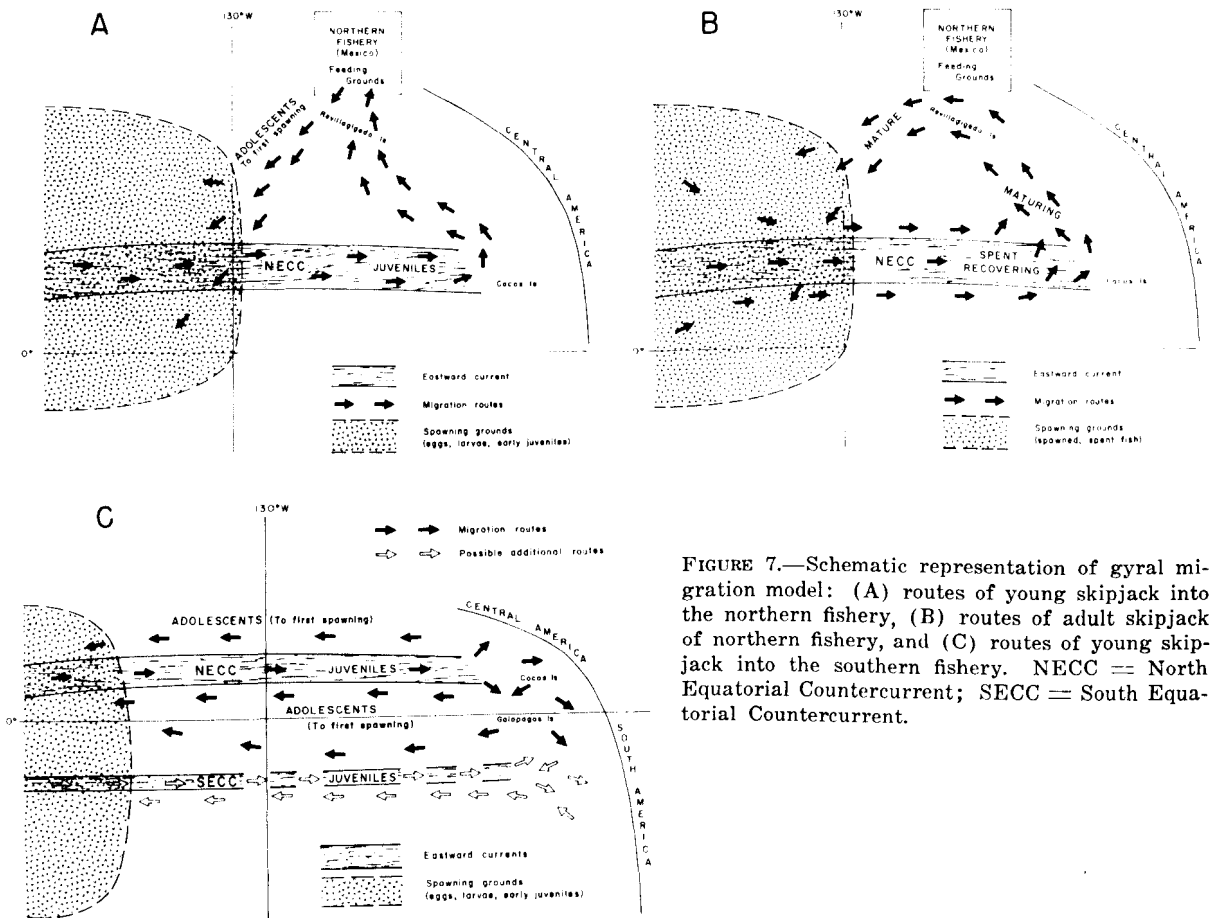 A
130°W
NORTHERN
FISHERY
(Mexico)
Feeding
Grounds
ADOLESCENTS
To first spawning)
Revillagigedo Is
CENTRAL AMERICA
NECC
JUVENILES
Cocos Is
0°
Eastward current
Migration routes
Spawning grounds
(eggs, larvae, early juveniles)
B
130°W
NORTHERN
FISHERY
(Mexico)
Feeding
Grounds
MATURE
Revillagigedo Is
CENTRAL AMERICA
MATURING
NECC
SPENT
RECOVERING
Cocos Is
0°
Eastward current
Migration routes
Spawning grounds
(spawned, spent fish)
C
130°W
Migration routes
Possible additional routes
ADOLESCENTS (To first spawning)
CENTRAL AMERICA
NECC
JUVENILES
Cocos Is
0°
ADOLESCENTS
(To first spawning)
Galapagos Is
SOUTH AMERICA
SECC
JUVENILES
Eastward currents
Spawning grounds
(eggs, larvae, early juveniles)
FIGURE 7.—Schematic representation of gyral mi-
gration model: (A) routes of young skipjack into
the northern fishery, (B) routes of adult skipjack
of northern fishery, and (C) routes of young skip-
jack into the southern fishery. NECC = North
Equatorial Countercurrent; SECC = South Equa-
torial Countercurrent.